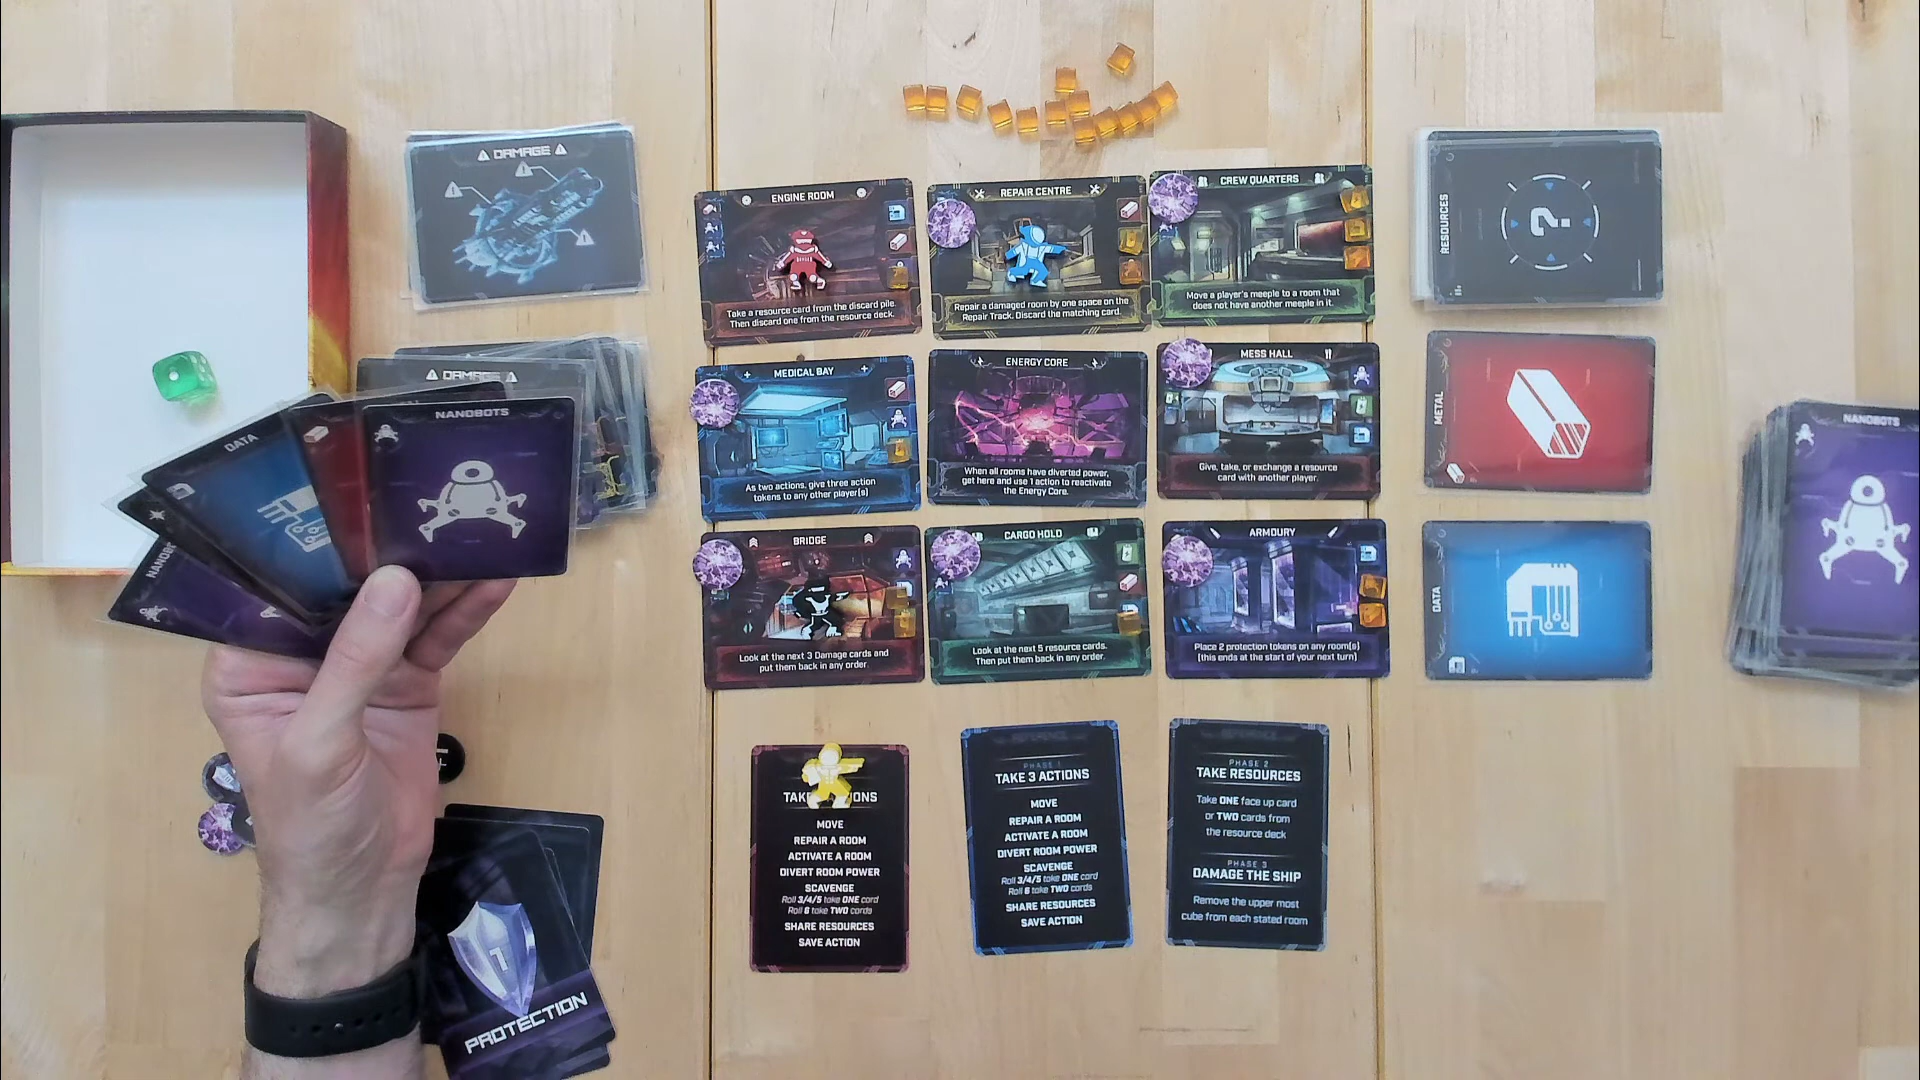 DAMAGE
ENGINE ROOM
Take a resource card from the discard pile.
Then discard one from the resource deck.
REPAIR CENTRE
Repair a damaged room by one space on the
Repair Track. Discard the matching card.
CREW QUARTERS
Move a player's meeple to a room that
does not have another meeple in it.
RESOURCES
DAMAGE
NANOBOTS
DATA
MEDICAL BAY
As two actions, give three action
tokens to any other player(s)
ENERGY CORE
When all rooms have diverted power,
get here and use 1 action to reactivate
the Energy Core.
MESS HALL
Give, take, or exchange a resource
card with another player.
METAL
NANOBOTS
BRIDGE
Look at the next 3 Damage cards and
put them back in any order.
CARGO HOLD
Look at the next 5 resource cards.
Then put them back in any order.
ARMOURY
Place 2 protection tokens on any room(s)
(this ends at the start of your next turn)
DATA
MOVE
REPAIR A ROOM
ACTIVATE A ROOM
DIVERT ROOM POWER
SCAVENGE
Roll 3/4/5 take ONE card
Roll 6 take TWO cards
SHARE RESOURCES
SAVE ACTION
PHASE 1
TAKE 3 ACTIONS
MOVE
REPAIR A ROOM
ACTIVATE A ROOM
DIVERT ROOM POWER
SCAVENGE
Roll 3/4/5 take ONE card
Roll 6 take TWO cards
SHARE RESOURCES
SAVE ACTION
PHASE 2
TAKE RESOURCES
Take ONE face up card
or TWO cards from
the resource deck
PHASE 3
DAMAGE THE SHIP
Remove the upper most
cube from each stated room
1
PROTECTION